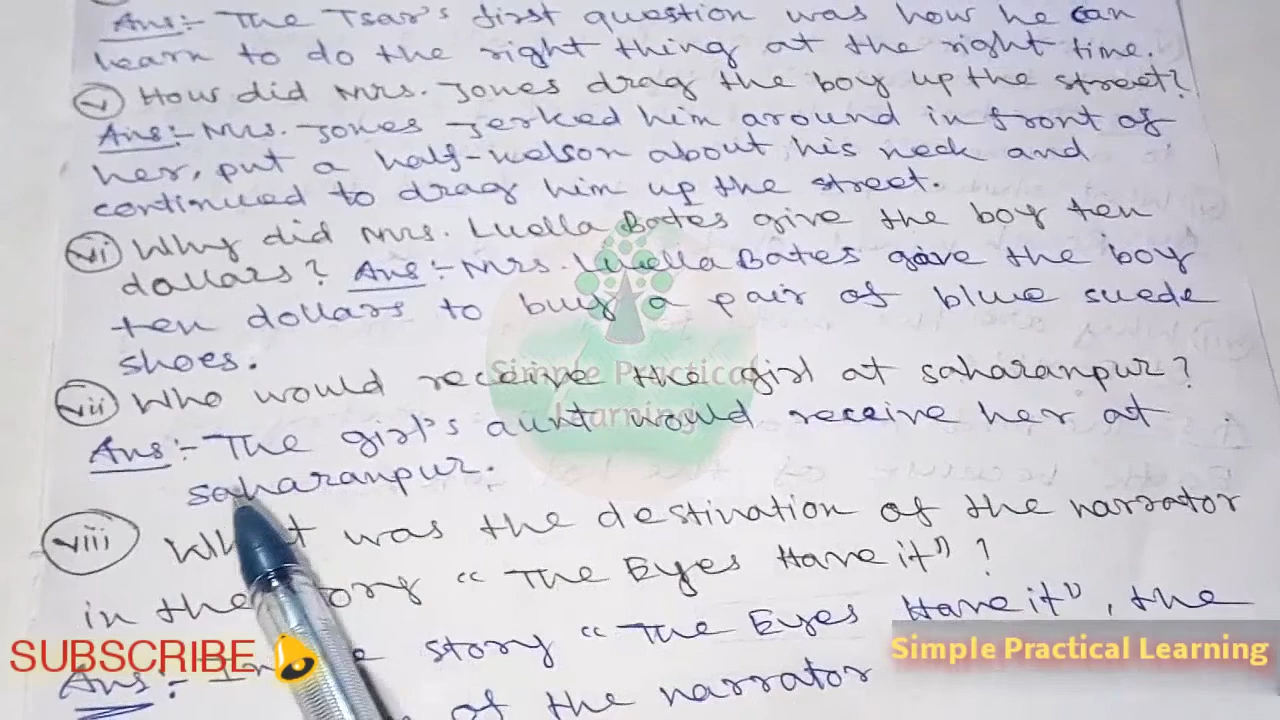 Ans:- The Tsar's first question was how he can
learn to do the right thing at the right time.
v) How did Mrs. Jones drag the boy up the street?
Ans:- Mrs. Jones Jerked him around in front of
her, put a half-nelson about his neck and
continued to drag him up the street.
vi) Why did Mrs. Luella Bates give the boy ten
dollars? Ans:- Mrs. Luella Bates gave the boy
ten dollars to buy a pair of blue suede
shoes.
vii) Who would receive the girl at saharanpur?
Ans:- The girl's aunt would receive her at
saharanpur.
viii) What was the destination of the narrator
in the story "The Eyes Have it"?
Ans:- In the story "The Eyes Have it", the
of the narrator
Simple Practical
Learning
SUBSCRIBE
Simple Practical Learning